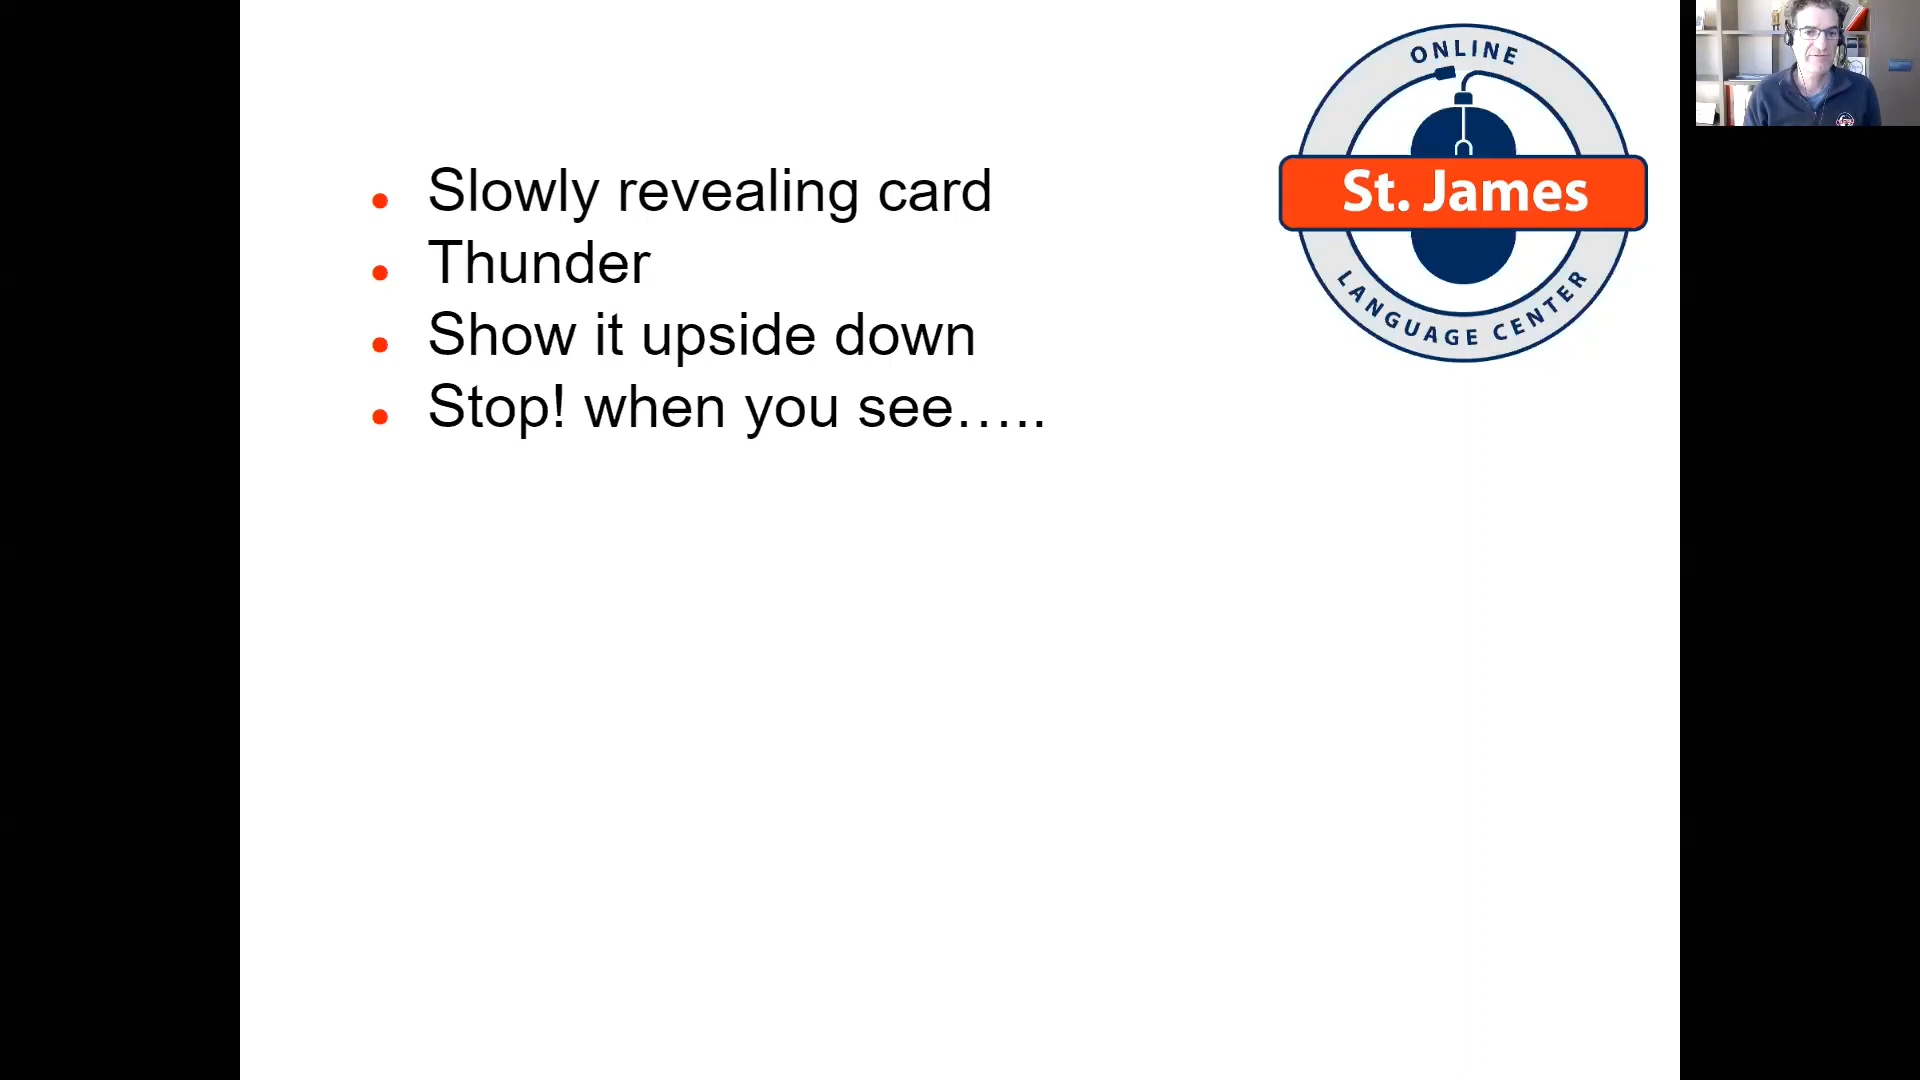 Slowly revealing card
Thunder
Show it upside down
Stop! when you see…..
ONLINE
St. James
LANGUAGE CENTER